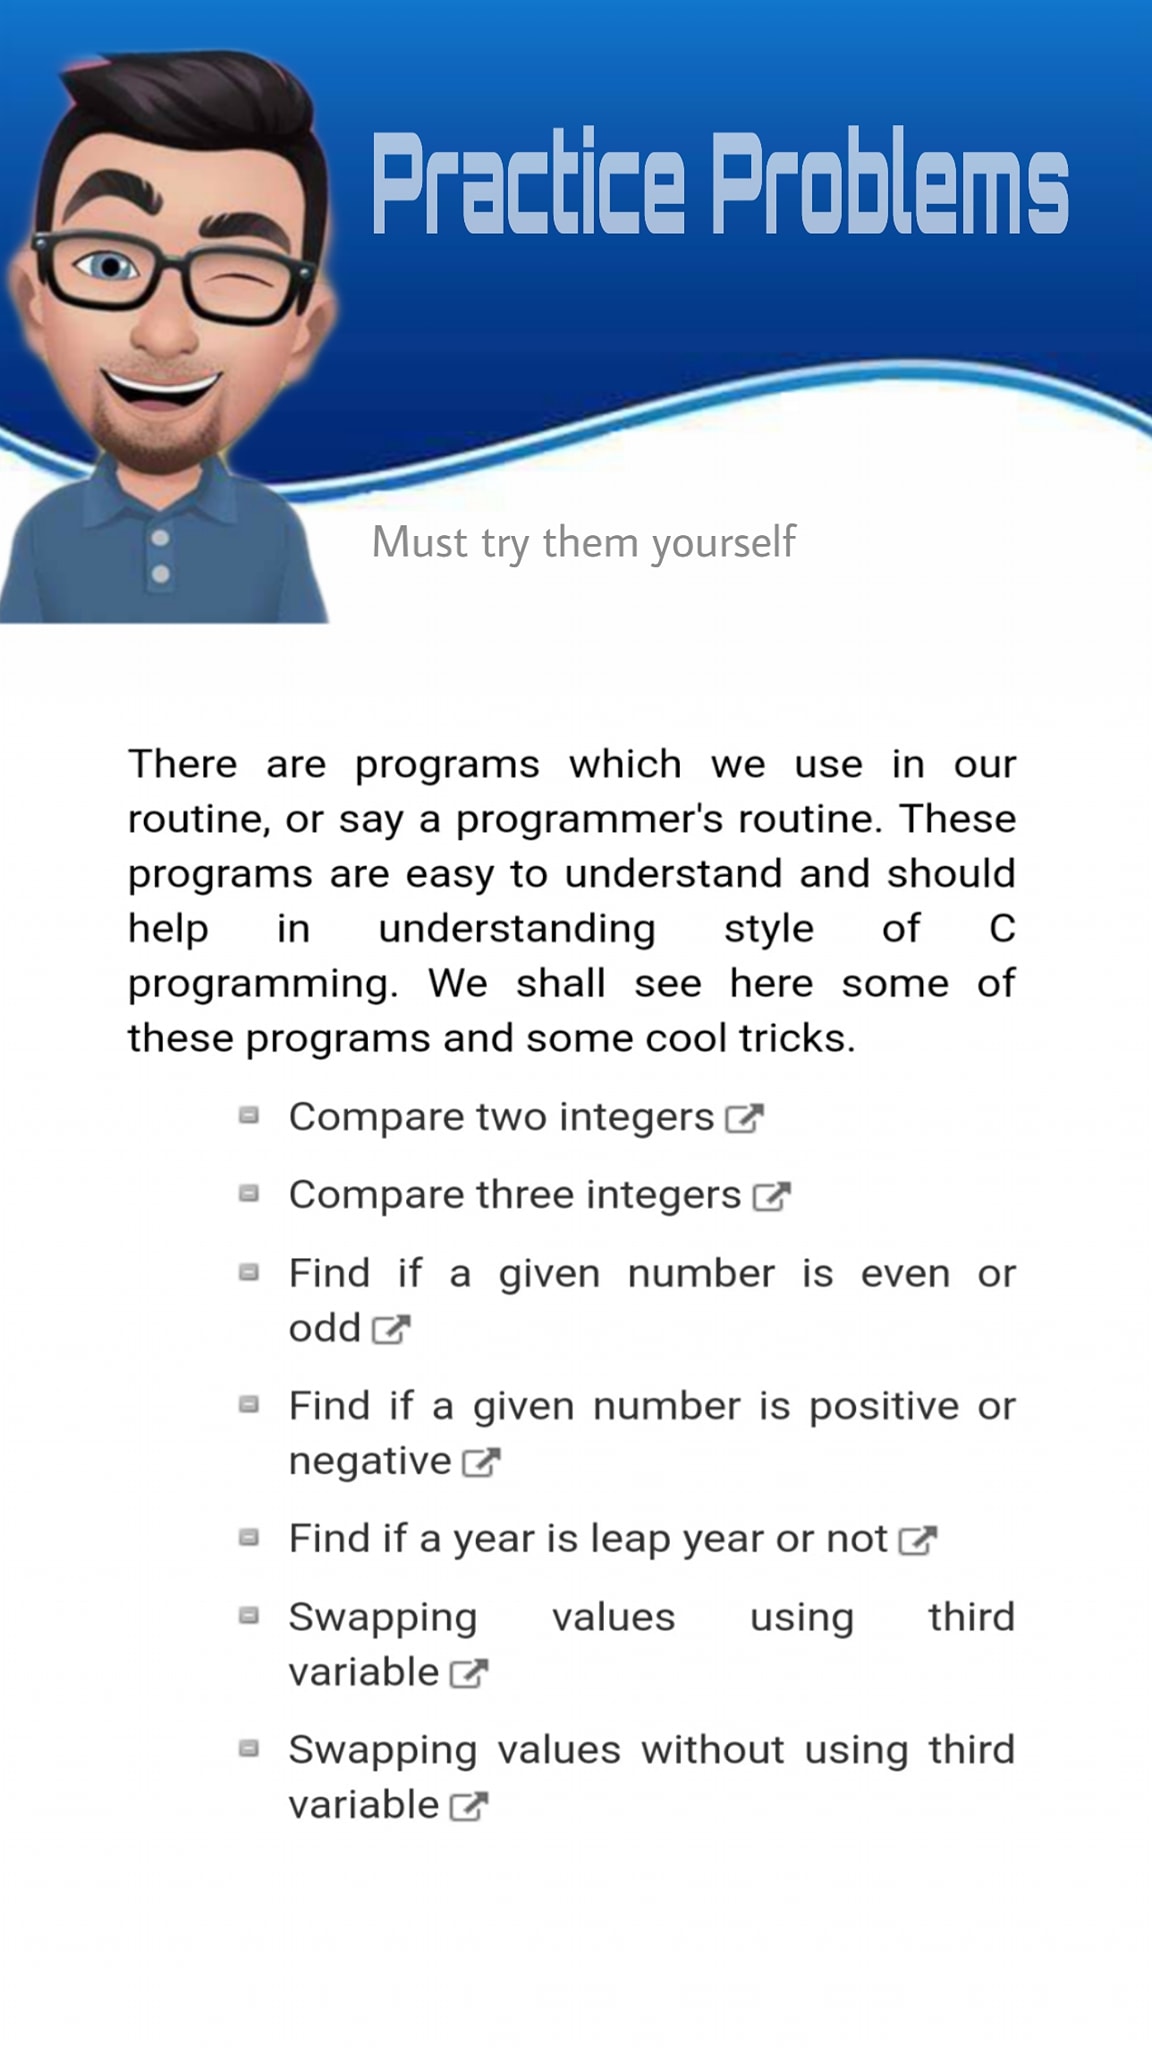 Practice Problems
Must try them yourself
There are programs which we use in our
routine, or say a programmer's routine. These
programs are easy to understand and should
help in understanding style of C
programming. We shall see here some of
these programs and some cool tricks.
Compare two integers
Compare three integers
Find if a given number is even or
odd
Find if a given number is positive or
negative
Find if a year is leap year or not
Swapping values using third
variable
Swapping values without using third
variable